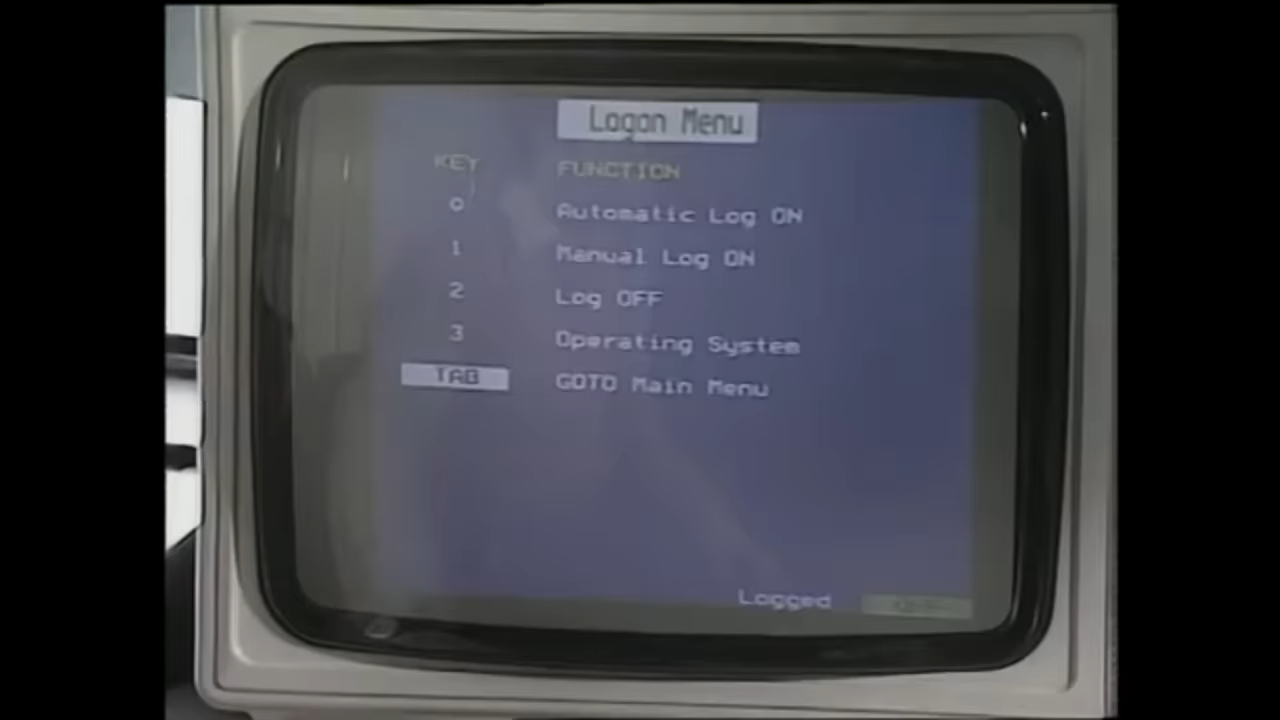 Logon Menu
KEY FUNCTION
0 Automatic Log ON
1 Manual Log ON
2 Log OFF
3 Operating System
TAB GOTO Main Menu
Logged